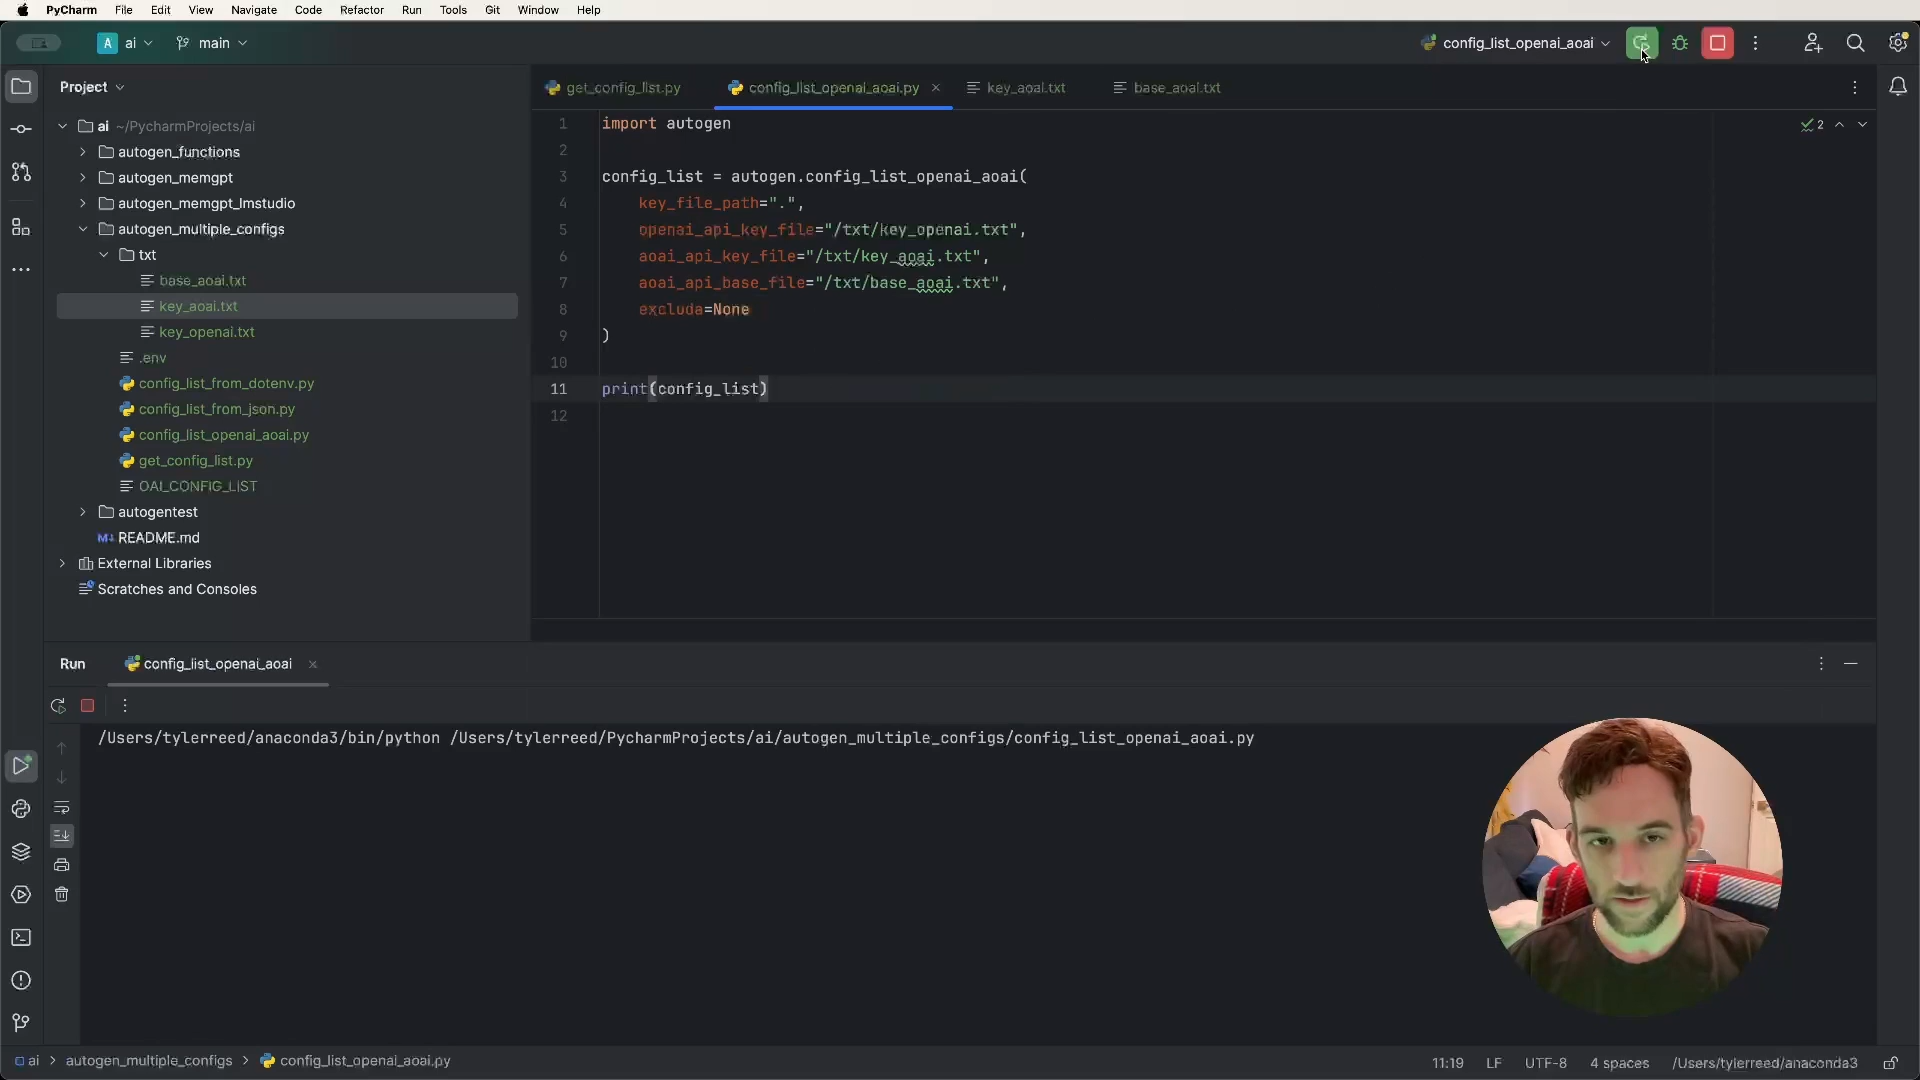 PyCharm File Edit View Navigate Code Refactor Run Tools Git Window Help
A ai main config_list_openai_aoai
Project
get_config_list.py config_list_openai_aoai.py key_aoai.txt base_aoai.txt
ai ~/PycharmProjects/ai
autogen_functions
autogen_memgpt
autogen_memgpt_lmstudio
autogen_multiple_configs
txt
base_aoai.txt
key_aoai.txt
key_openai.txt
.env
config_list_from_dotenv.py
config_list_from_json.py
config_list_openai_aoai.py
get_config_list.py
OAI_CONFIG_LIST
autogentest
M↓ README.md
External Libraries
Scratches and Consoles
1 import autogen
2
3 config_list = autogen.config_list_openai_aoai(
4 key_file_path=".",
5 openai_api_key_file="/txt/key_openai.txt",
6 aoai_api_key_file="/txt/key_aoai.txt",
7 aoai_api_base_file="/txt/base_aoai.txt",
8 excluda=None
9 )
10
11 print(config_list)
12
2
Run config_list_openai_aoai
/Users/tylerreed/anaconda3/bin/python /Users/tylerreed/PycharmProjects/ai/autogen_multiple_configs/config_list_openai_aoai.py
ai > autogen_multiple_configs > config_list_openai_aoai.py
11:19 LF UTF-8 4 spaces /Users/tylerreed/anaconda3